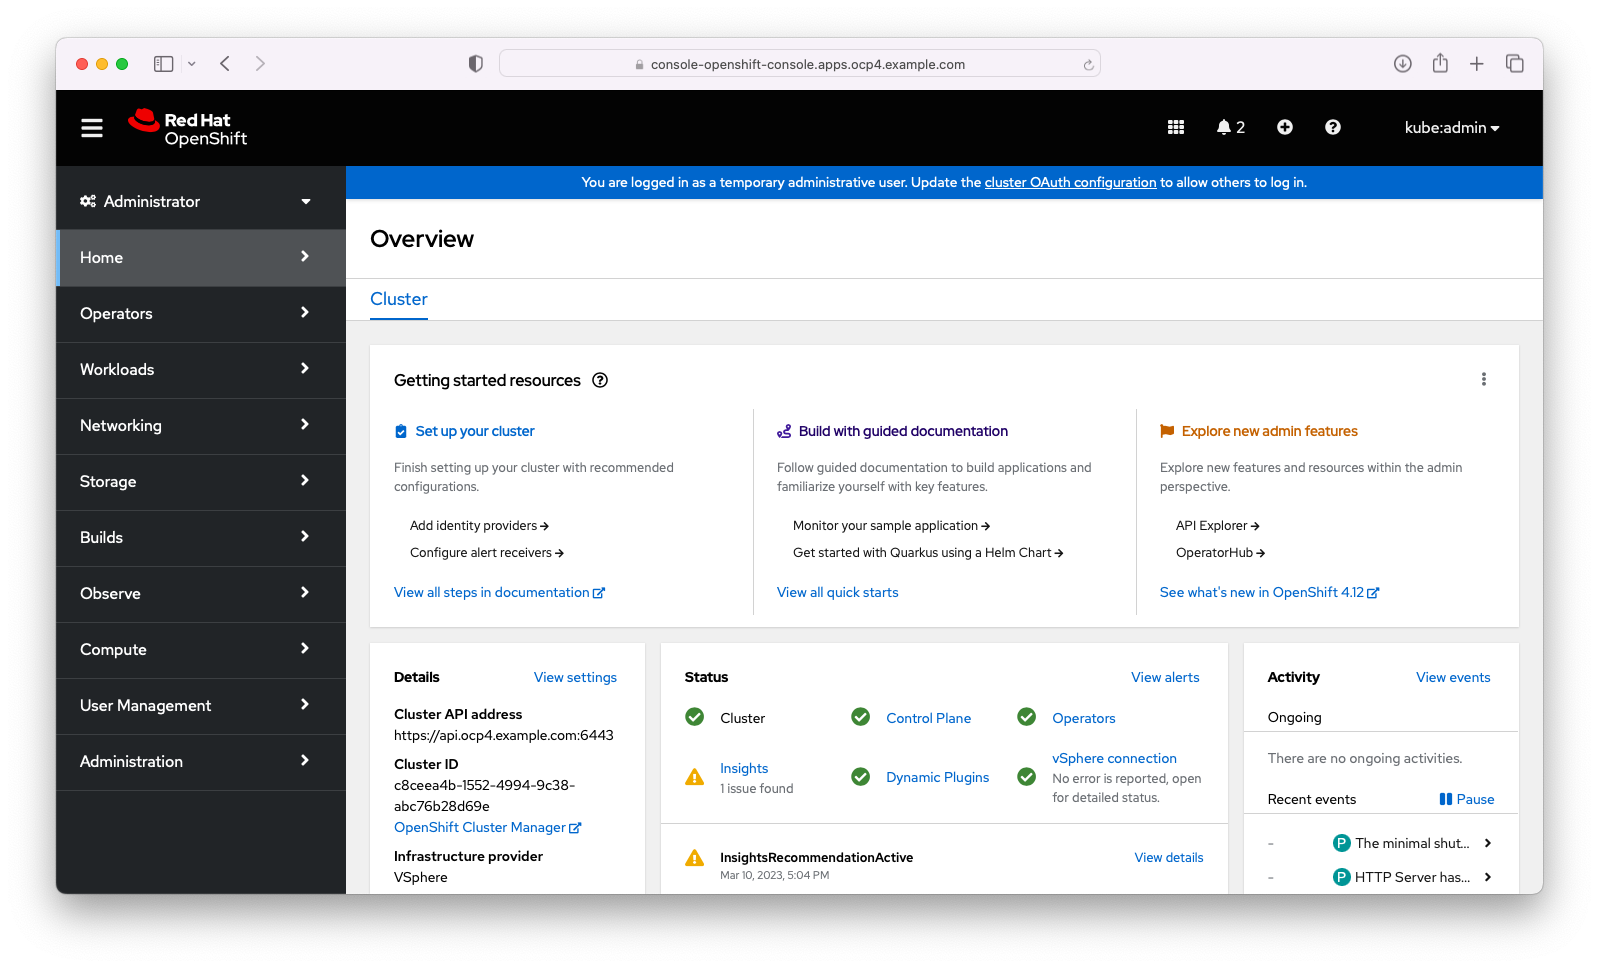 console-openshift-console.apps.ocp4.example.com
Red Hat
OpenShift
2
kube:admin
Administrator
You are logged in as a temporary administrative user. Update the cluster OAuth configuration to allow others to log in.
Home
Operators
Workloads
Networking
Storage
Builds
Observe
Compute
User Management
Administration
Overview
Cluster
Getting started resources
Set up your cluster
Finish setting up your cluster with recommended
configurations.
Add identity providers
Configure alert receivers
View all steps in documentation
Build with guided documentation
Follow guided documentation to build applications and
familiarize yourself with key features.
Monitor your sample application
Get started with Quarkus using a Helm Chart
View all quick starts
Explore new admin features
Explore new features and resources within the admin
perspective.
API Explorer
OperatorHub
See what's new in OpenShift 4.12
Details
View settings
Cluster API address
https://api.ocp4.example.com:6443
Cluster ID
c8ceea4b-1552-4994-9c38-
abc76b28d69e
OpenShift Cluster Manager
Infrastructure provider
VSphere
Status
View alerts
Cluster
Control Plane
Operators
Insights
1 issue found
Dynamic Plugins
vSphere connection
No error is reported, open
for detailed status.
InsightsRecommendationActive
View details
Mar 10, 2023, 5:04 PM
Activity
View events
Ongoing
There are no ongoing activities.
Recent events
Pause
- P The minimal shut...
- P HTTP Server has...